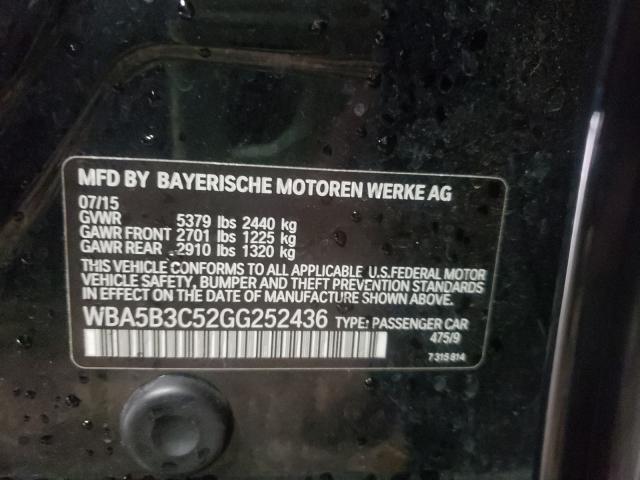 MFD BY BAYERISCHE MOTOREN WERKE AG
07/15
GVWR 5379 lbs 2440 kg
GAWR FRONT 2701 lbs 1225 kg
GAWR REAR 2910 lbs 1320 kg
THIS VEHICLE CONFORMS TO ALL APPLICABLE U.S.FEDERAL MOTOR
VEHICLE SAFETY, BUMPER AND THEFT PREVENTION STANDARDS
IN EFFECT ON THE DATE OF MANUFACTURE SHOWN ABOVE.
WBA5B3C52GG252436 TYPE: PASSENGER CAR
475/9
7315814